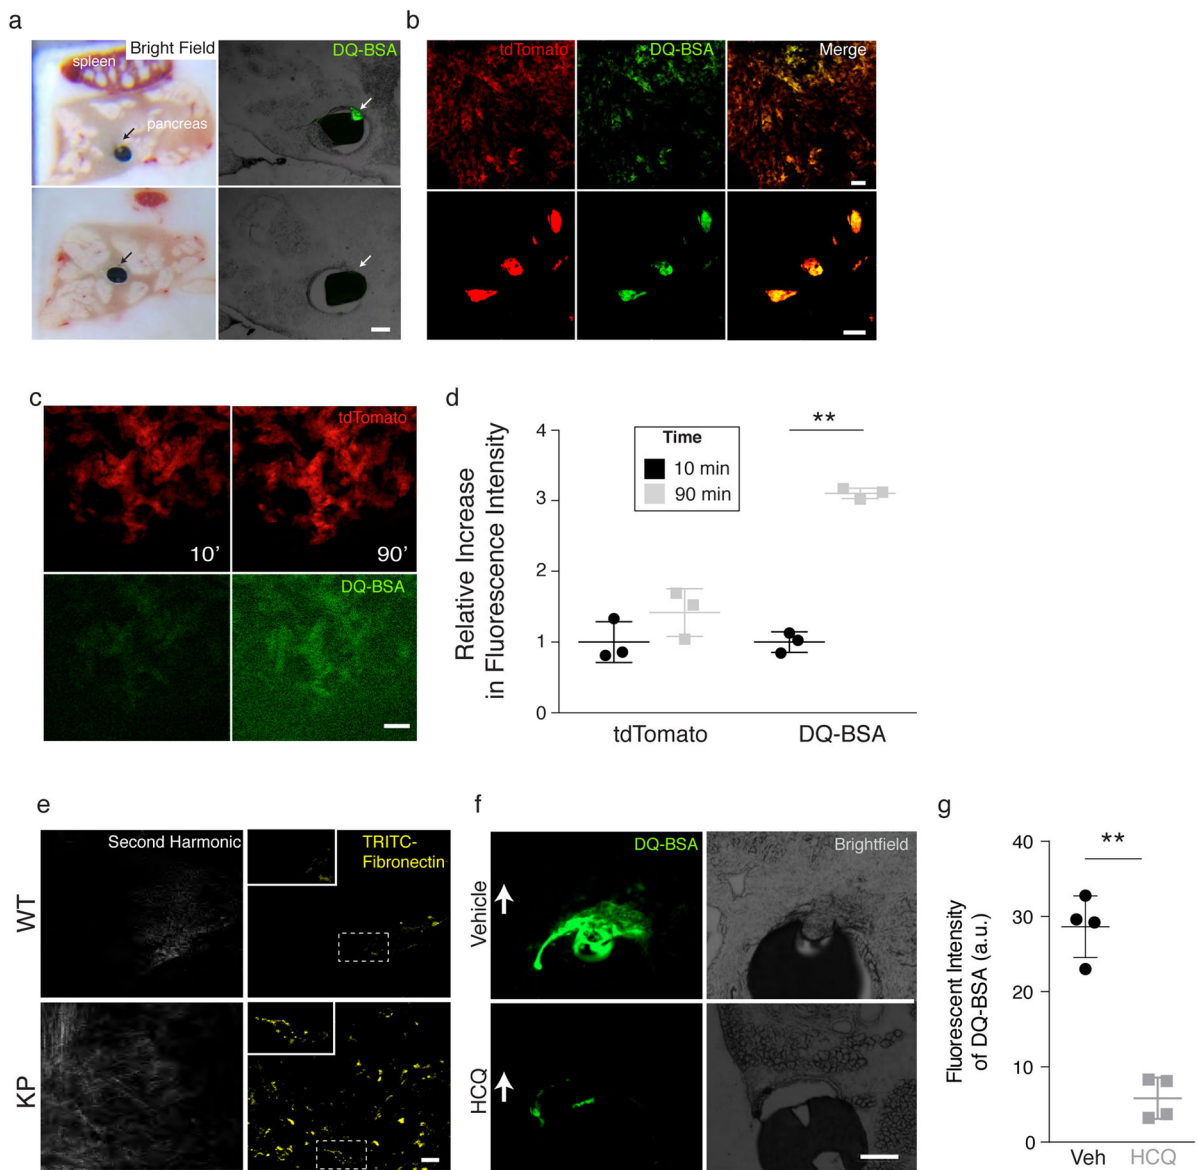 a
Bright Field
spleen
pancreas
DQ-BSA
b
tdTomato
DQ-BSA
Merge
c
tdTomato
10’
90’
DQ-BSA
d
Relative Increase
in Fluorescence Intensity
4
3
2
1
0
Time
10 min
90 min
**
tdTomato
DQ-BSA
e
Second Harmonic
TRITC-
Fibronectin
WT
KP
f
DQ-BSA
Brightfield
Vehicle
HCQ
g
Fluorescent Intensity
of DQ-BSA (a.u.)
40
30
20
10
0
**
Veh
HCQ